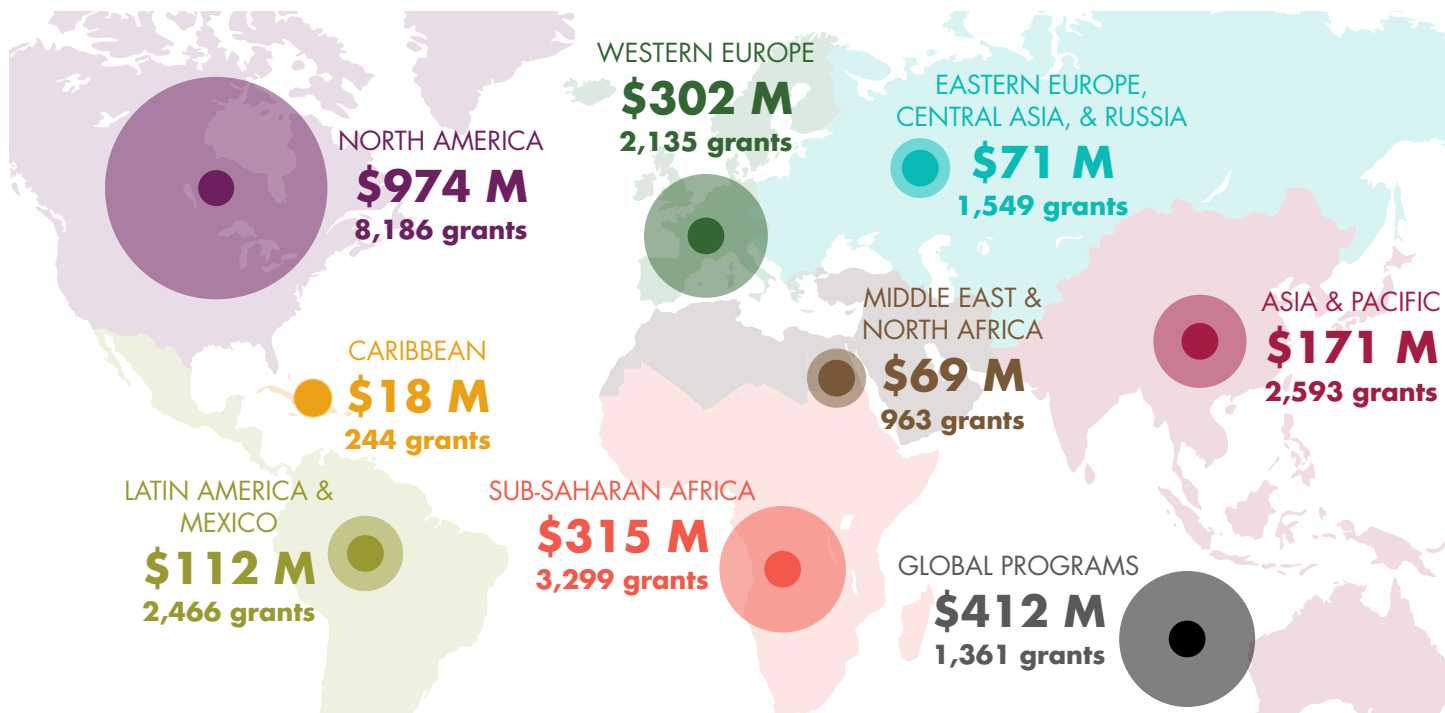 WESTERN EUROPE
$302 M
2,135 grants
EASTERN EUROPE,
CENTRAL ASIA, & RUSSIA
$71 M
1,549 grants
NORTH AMERICA
$974 M
8,186 grants
MIDDLE EAST &
NORTH AFRICA
$69 M
963 grants
ASIA & PACIFIC
$171 M
2,593 grants
CARIBBEAN
$18 M
244 grants
LATIN AMERICA &
MEXICO
$112 M
2,466 grants
SUB-SAHARAN AFRICA
$315 M
3,299 grants
GLOBAL PROGRAMS
$412 M
1,361 grants